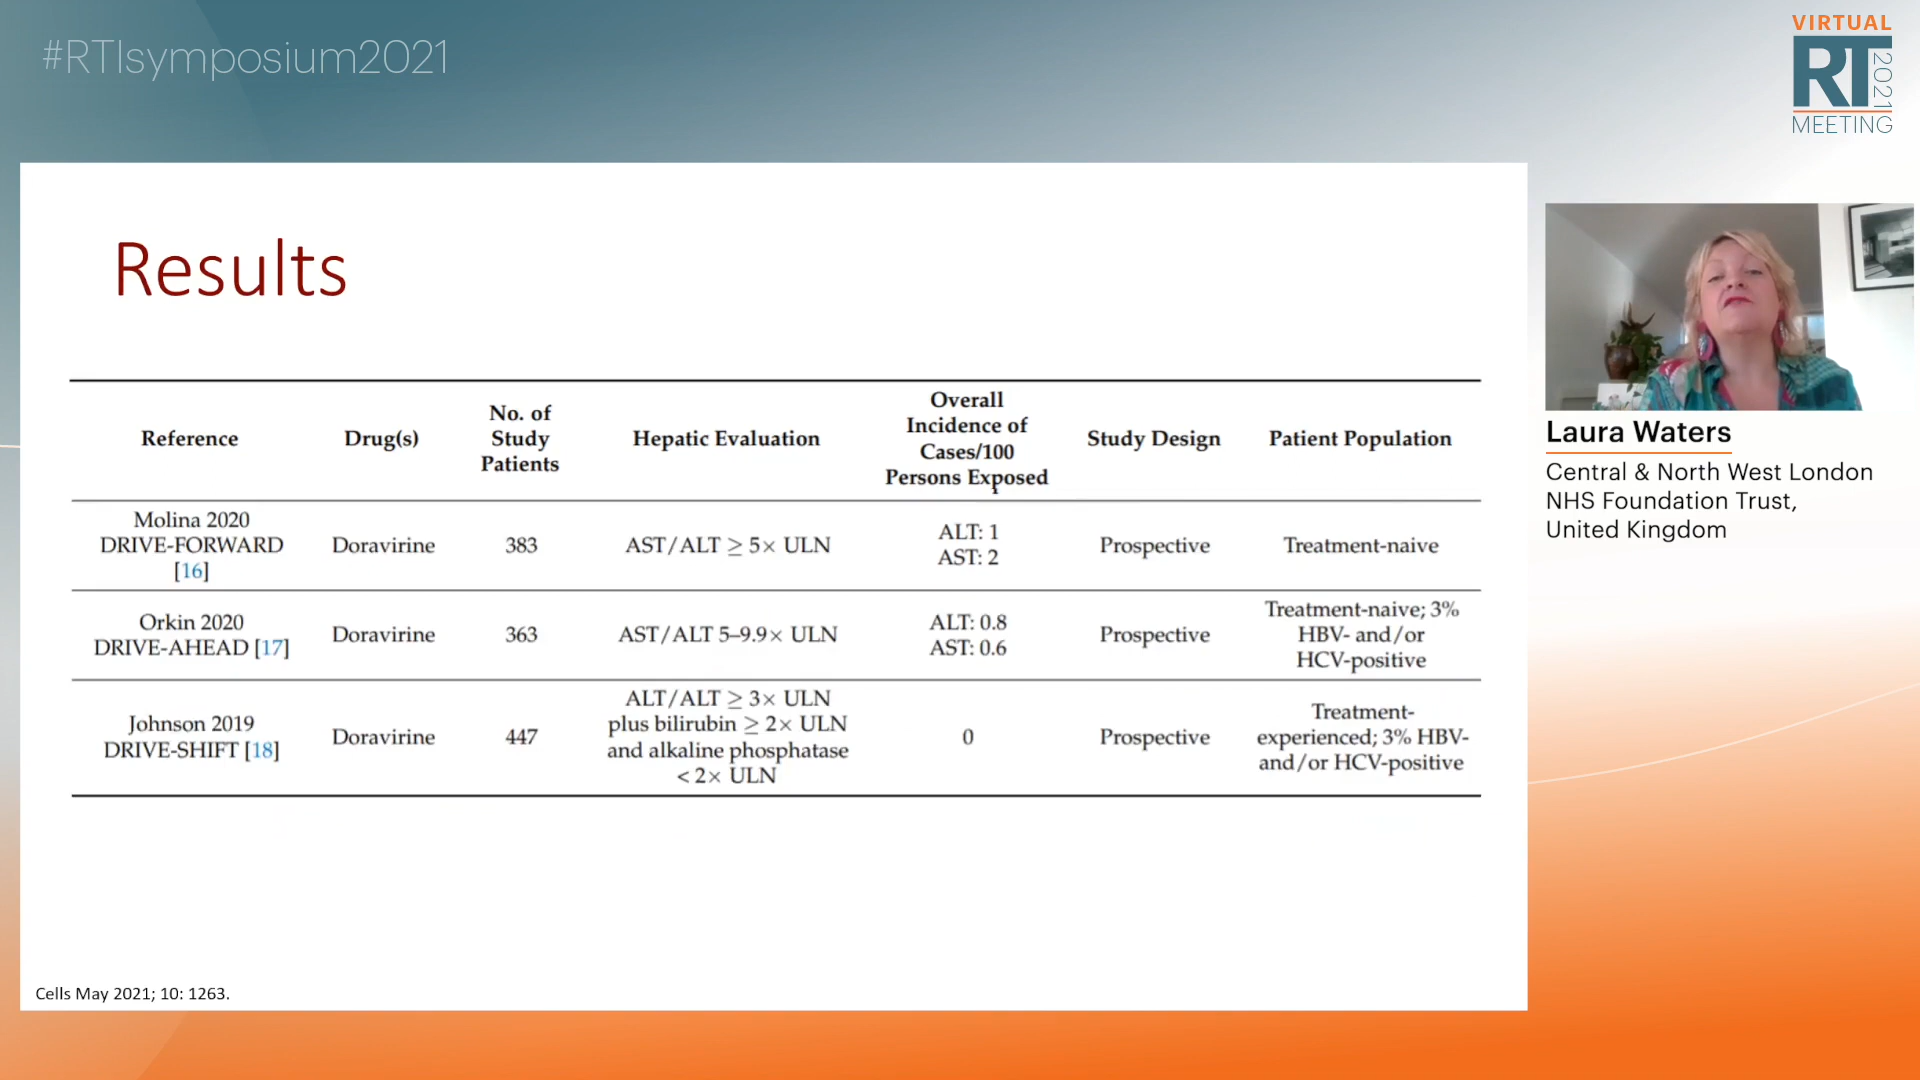 #RTIsymposium2021
VIRTUAL
RT
2021
MEETING
Results
Reference
Drug(s)
No. of
Study
Patients
Hepatic Evaluation
Overall
Incidence of
Cases/100
Persons Exposed
Study Design
Patient Population
Molina 2020
DRIVE-FORWARD
[16]
Doravirine
383
AST/ALT ≥ 5× ULN
ALT: 1
AST: 2
Prospective
Treatment-naive
Orkin 2020
DRIVE-AHEAD [17]
Doravirine
363
AST/ALT 5–9.9× ULN
ALT: 0.8
AST: 0.6
Prospective
Treatment-naive; 3%
HBV- and/or
HCV-positive
Johnson 2019
DRIVE-SHIFT [18]
Doravirine
447
ALT/ALT ≥ 3× ULN
plus bilirubin ≥ 2× ULN
and alkaline phosphatase
< 2× ULN
0
Prospective
Treatment-
experienced; 3% HBV-
and/or HCV-positive
Cells May 2021; 10: 1263.
Laura Waters
Central & North West London
NHS Foundation Trust,
United Kingdom